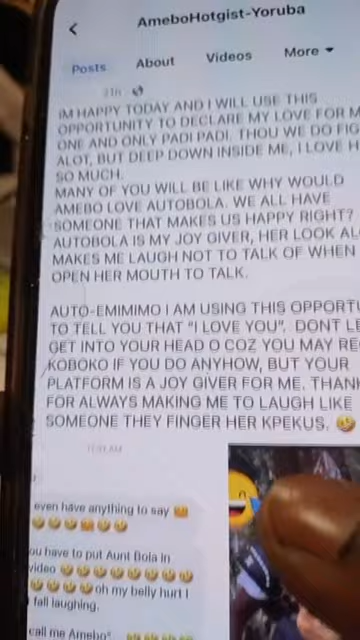 AmeboHotgist-Yoruba
Posts About Videos More
21h
IM HAPPY TODAY AND I WILL USE THIS
OPPORTUNITY TO DECLARE MY LOVE FOR M
ONE AND ONLY PADI PADI. THOU WE DO FIG
ALOT, BUT DEEP DOWN INSIDE ME, I LOVE H
SO MUCH.
MANY OF YOU WILL BE LIKE WHY WOULD
AMEBO LOVE AUTOBOLA. WE ALL HAVE
SOMEONE THAT MAKES US HAPPY RIGHT?
AUTOBOLA IS MY JOY GIVER, HER LOOK AL
MAKES ME LAUGH NOT TO TALK OF WHEN
OPEN HER MOUTH TO TALK.
AUTO-EMIMIMO I AM USING THIS OPPORT
TO TELL YOU THAT "I LOVE YOU". DONT LE
GET INTO YOUR HEAD O COZ YOU MAY RE
KOBOKO IF YOU DO ANYHOW, BUT YOUR
PLATFORM IS A JOY GIVER FOR ME. THAN
FOR ALWAYS MAKING ME TO LAUGH LIKE
SOMEONE THEY FINGER HER KPEKUS. 🤣
AM
even have anything to say
ou have to put Aunt Bola in
video 🤣🤣🤣🤣🤣🤣🤣🤣
oh my belly hurt I
fall laughing.
call me Amebo